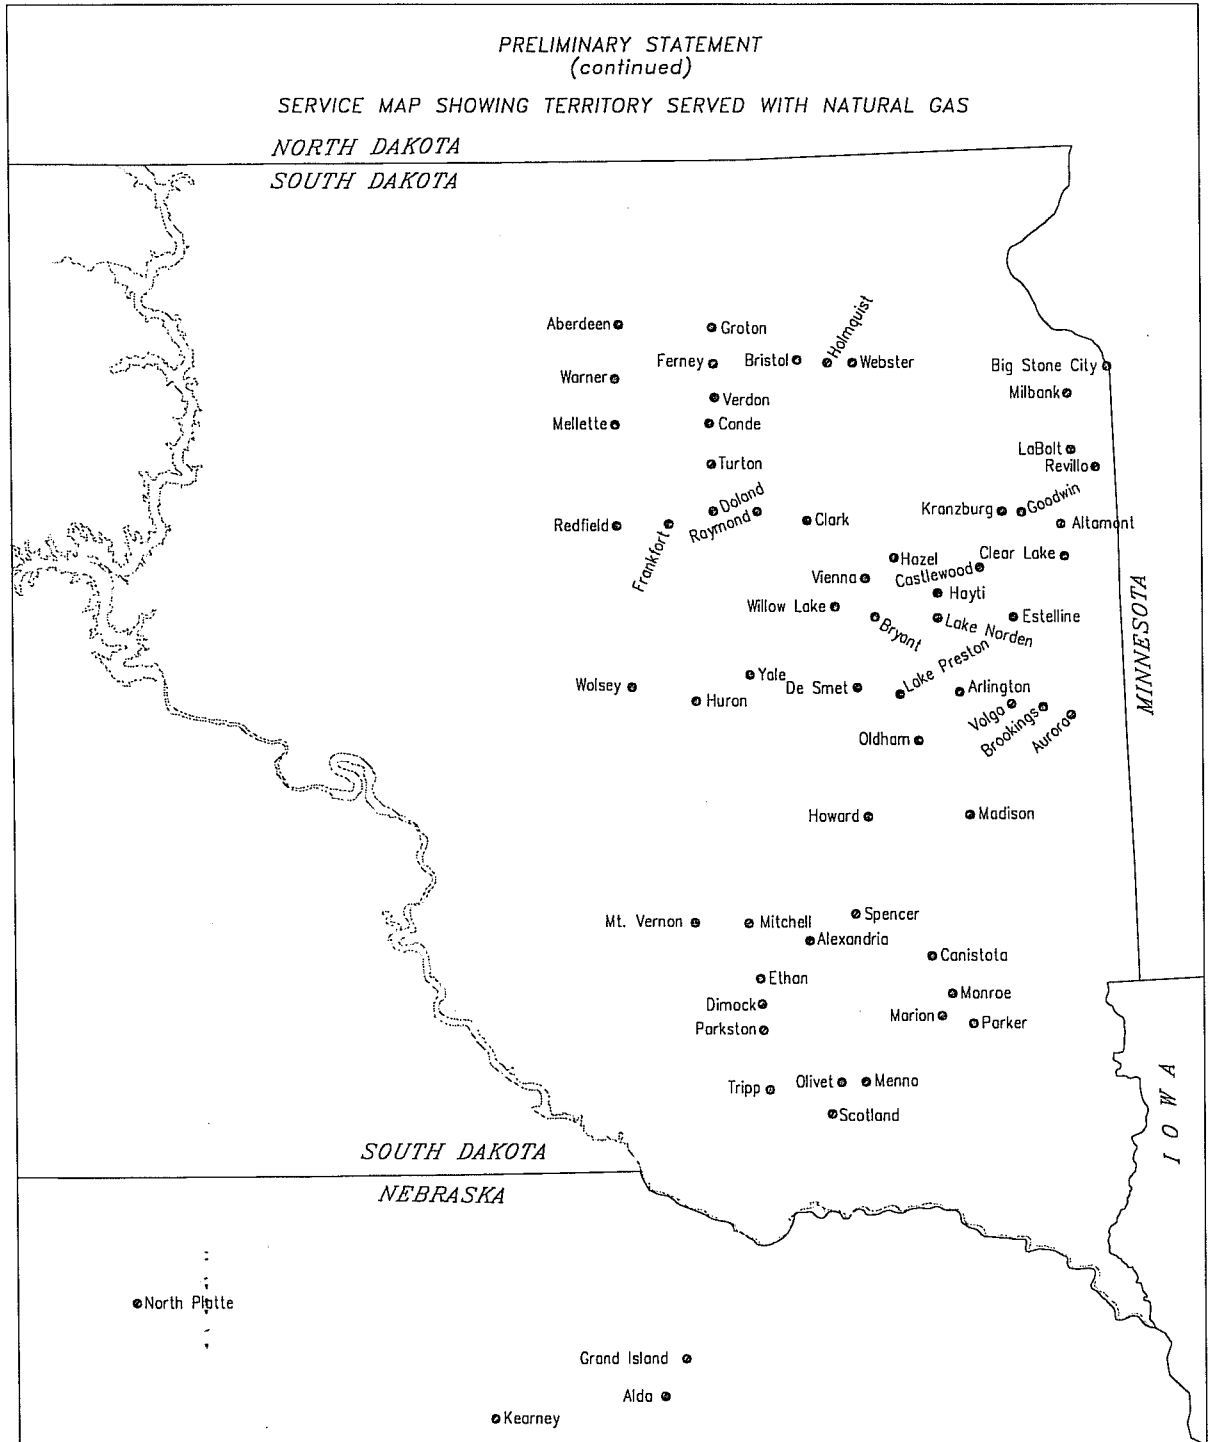 PRELIMINARY STATEMENT
(continued)
SERVICE MAP SHOWING TERRITORY SERVED WITH NATURAL GAS
NORTH DAKOTA
SOUTH DAKOTA
Aberdeen
Groton
Holmquist
Ferney
Bristol
Webster
Big Stone City
Warner
Milbank
Verdon
Mellette
Conde
LaBolt
Turton
Revillo
Doland
Raymond
Kranzburg
Goodwin
Redfield
Frankfort
Clark
Altamont
Hazel
Clear Lake
Castlewood
Vienna
Hayti
Willow Lake
Bryant
Lake Norden
Estelline
MINNESOTA
Yale
Wolsey
De Smet
Lake Preston
Arlington
Huron
Volga
Brookings
Aurora
Oldham
Howard
Madison
Mt. Vernon
Mitchell
Spencer
Alexandria
Canistota
Ethan
Monroe
Dimock
Marion
Parker
Parkston
Tripp
Olivet
Menno
Scotland
IOWA
SOUTH DAKOTA
NEBRASKA
North Platte
Grand Island
Alda
Kearney